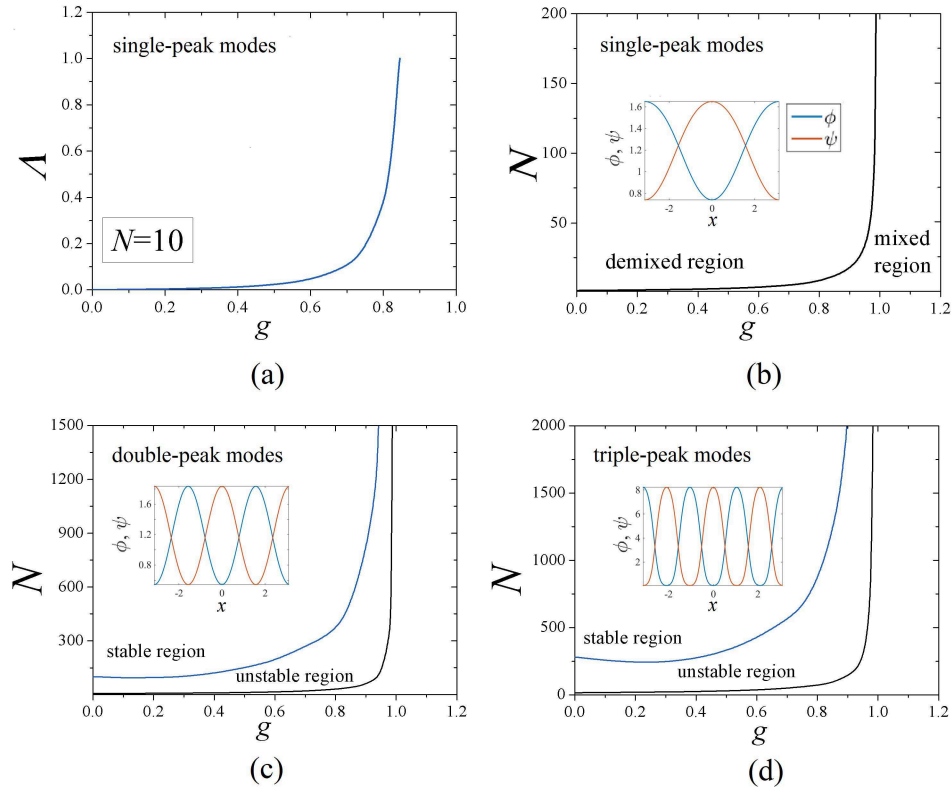 1.2
1.0
0.8
0.6
0.4
0.2
0.0
Λ
single-peak modes
N=10
0.0 0.2 0.4 0.6 0.8 1.0
g
(a)
200
150
100
50
N
single-peak modes
1.6
1.2
1
0.8
ϕ, ψ
-2 0 2
x
ϕ
ψ
demixed region
mixed
region
0.0 0.2 0.4 0.6 0.8 1.0 1.2
g
(b)
1500
1200
900
600
300
N
double-peak modes
1.6
1.2
0.8
ϕ, ψ
-2 0 2
x
stable region
unstable region
0.0 0.2 0.4 0.6 0.8 1.0 1.2
g
(c)
2000
1500
1000
500
0
N
triple-peak modes
8
6
4
2
ϕ, ψ
-2 0 2
x
stable region
unstable region
0.0 0.2 0.4 0.6 0.8 1.0 1.2
g
(d)